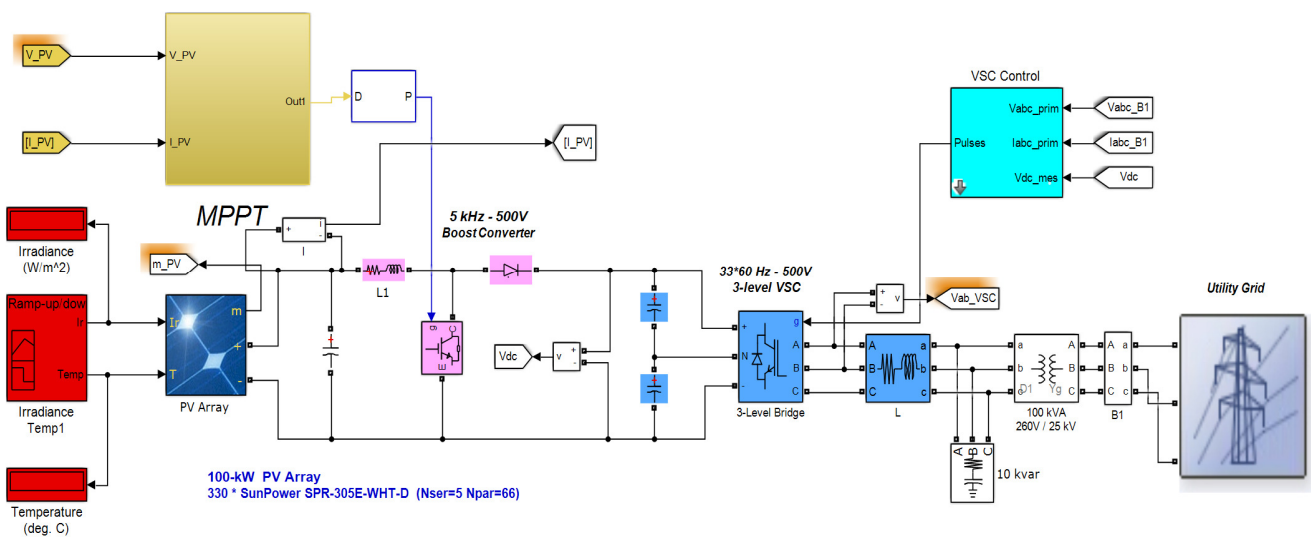 V_PV
[I_PV]
V_PV
I_PV
Out1
D
P
[I_PV]
VSC Control
Vabc_prim
Iabc_prim
Vdc_mes
Pulses
Vabc_B1
Iabc_B1
Vdc
Irradiance
(W/m^2)
MPPT
m_PV
+
-
i
I
5 kHz - 500V
Boost Converter
L1
g
C
E
Vdc
+
-
v
33*60 Hz - 500V
3-level VSC
+
N
-
g
A
B
C
3-Level Bridge
+
-
v
Vab_VSC
A
B
C
a
b
c
L
Utility Grid
Ramp-up/dow
Ir
Temp
Irradiance
Temp1
Ir
T
m
+
-
PV Array
a
b
c
A
B
C
D1
Yg
100 kVA
260V / 25 kV
A
B
C
a
b
c
B1
A
B
C
10 kvar
Temperature
(deg. C)
100-kW PV Array
330 * SunPower SPR-305E-WHT-D (Nser=5 Npar=66)